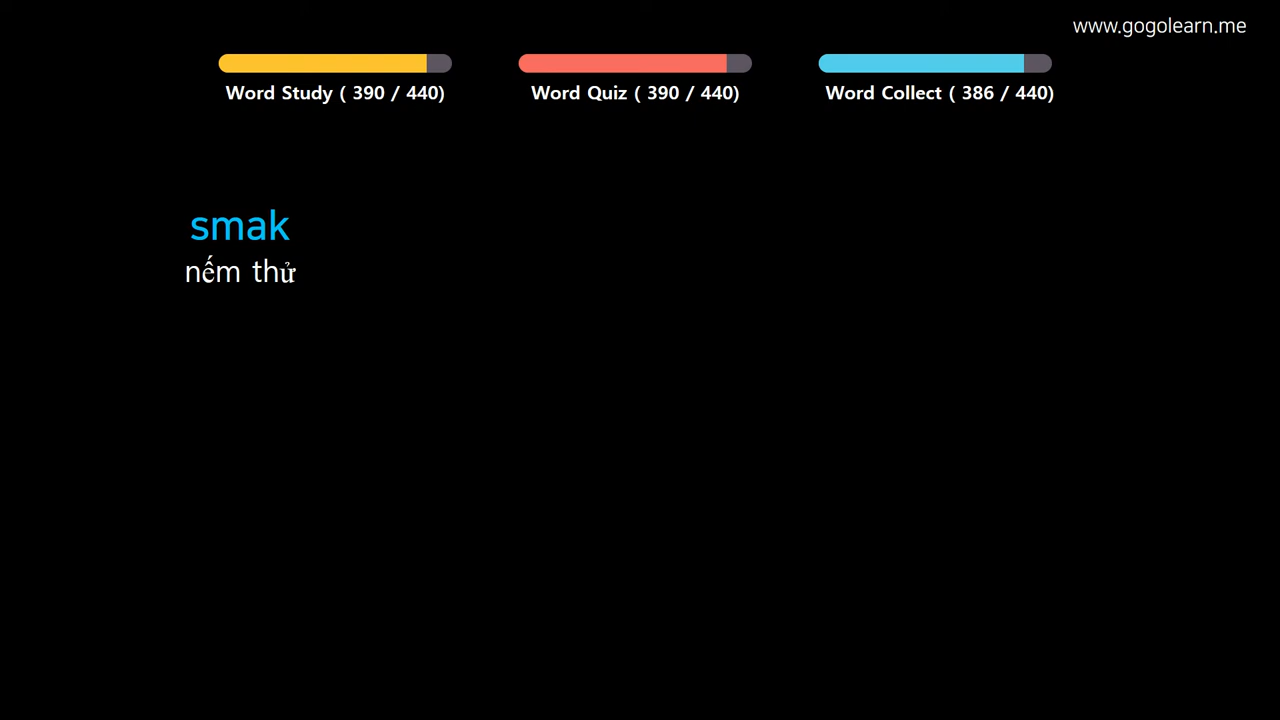 www.gogolearn.me
Word Study ( 390 / 440)
Word Quiz ( 390 / 440)
Word Collect ( 386 / 440)
smak
nếm thử